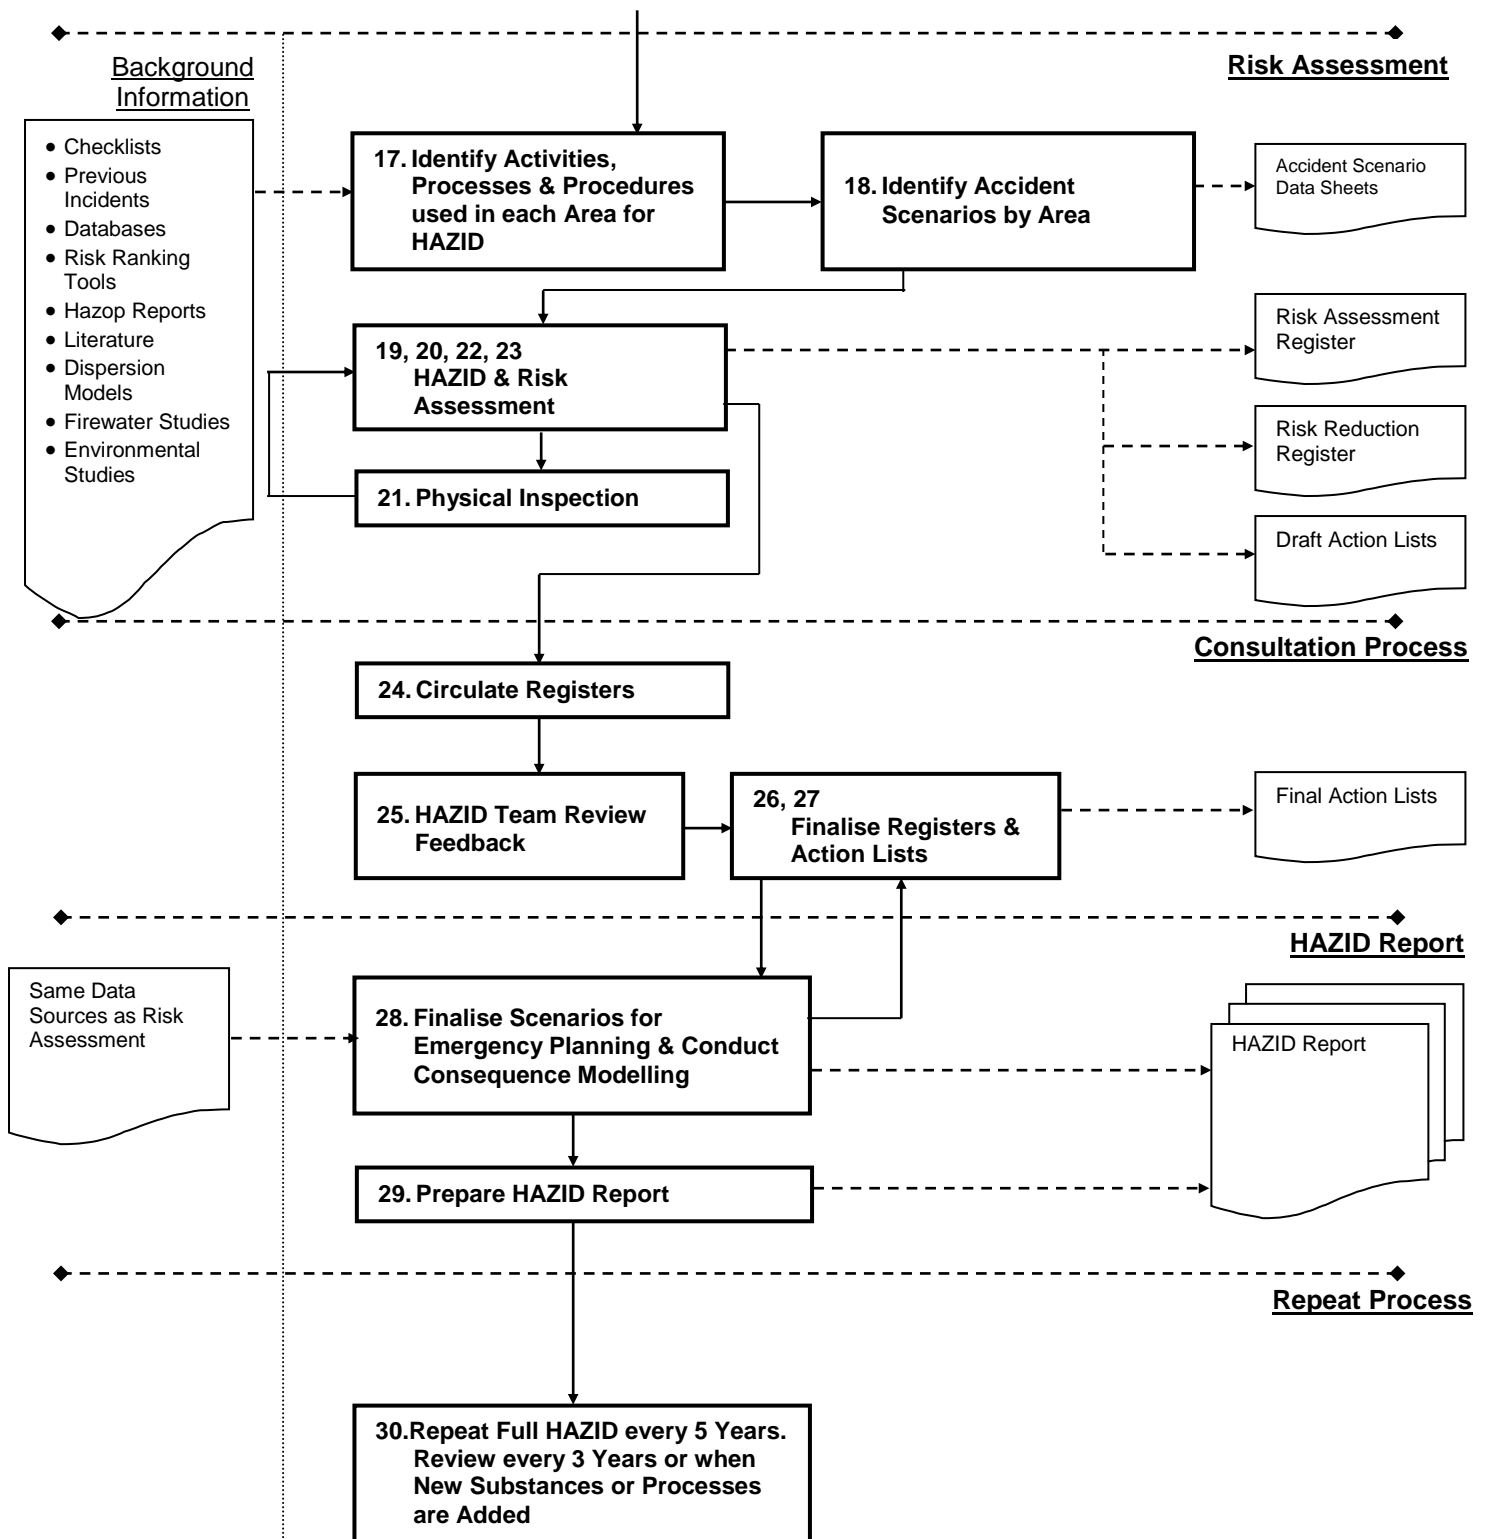 Background
Information
Risk Assessment
• Checklists
• Previous
Incidents
• Databases
• Risk Ranking
Tools
• Hazop Reports
• Literature
• Dispersion
Models
• Firewater Studies
• Environmental
Studies
17. Identify Activities,
Processes & Procedures
used in each Area for
HAZID
18. Identify Accident
Scenarios by Area
Accident Scenario
Data Sheets
19, 20, 22, 23
HAZID & Risk
Assessment
Risk Assessment
Register
Risk Reduction
Register
21. Physical Inspection
Draft Action Lists
Consultation Process
24. Circulate Registers
25. HAZID Team Review
Feedback
26, 27
Finalise Registers &
Action Lists
Final Action Lists
HAZID Report
Same Data
Sources as Risk
Assessment
28. Finalise Scenarios for
Emergency Planning & Conduct
Consequence Modelling
HAZID Report
29. Prepare HAZID Report
Repeat Process
30.Repeat Full HAZID every 5 Years.
Review every 3 Years or when
New Substances or Processes
are Added